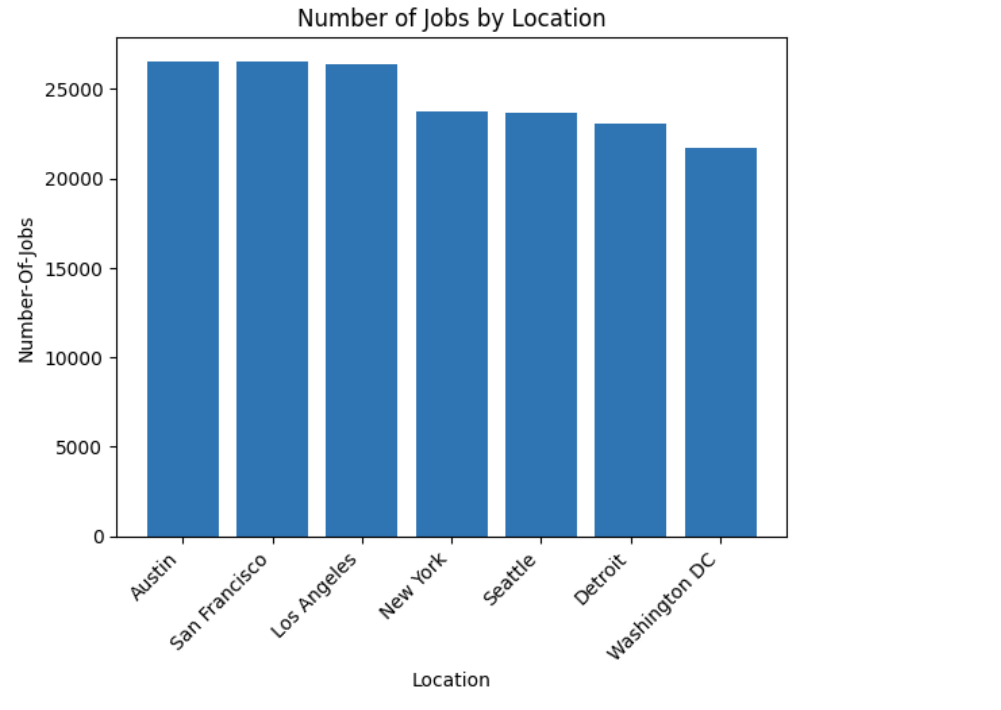 Number of Jobs by Location
Number-Of-Jobs
25000
20000
15000
10000
5000
0
Austin
San Francisco
Los Angeles
New York
Seattle
Detroit
Washington DC
Location